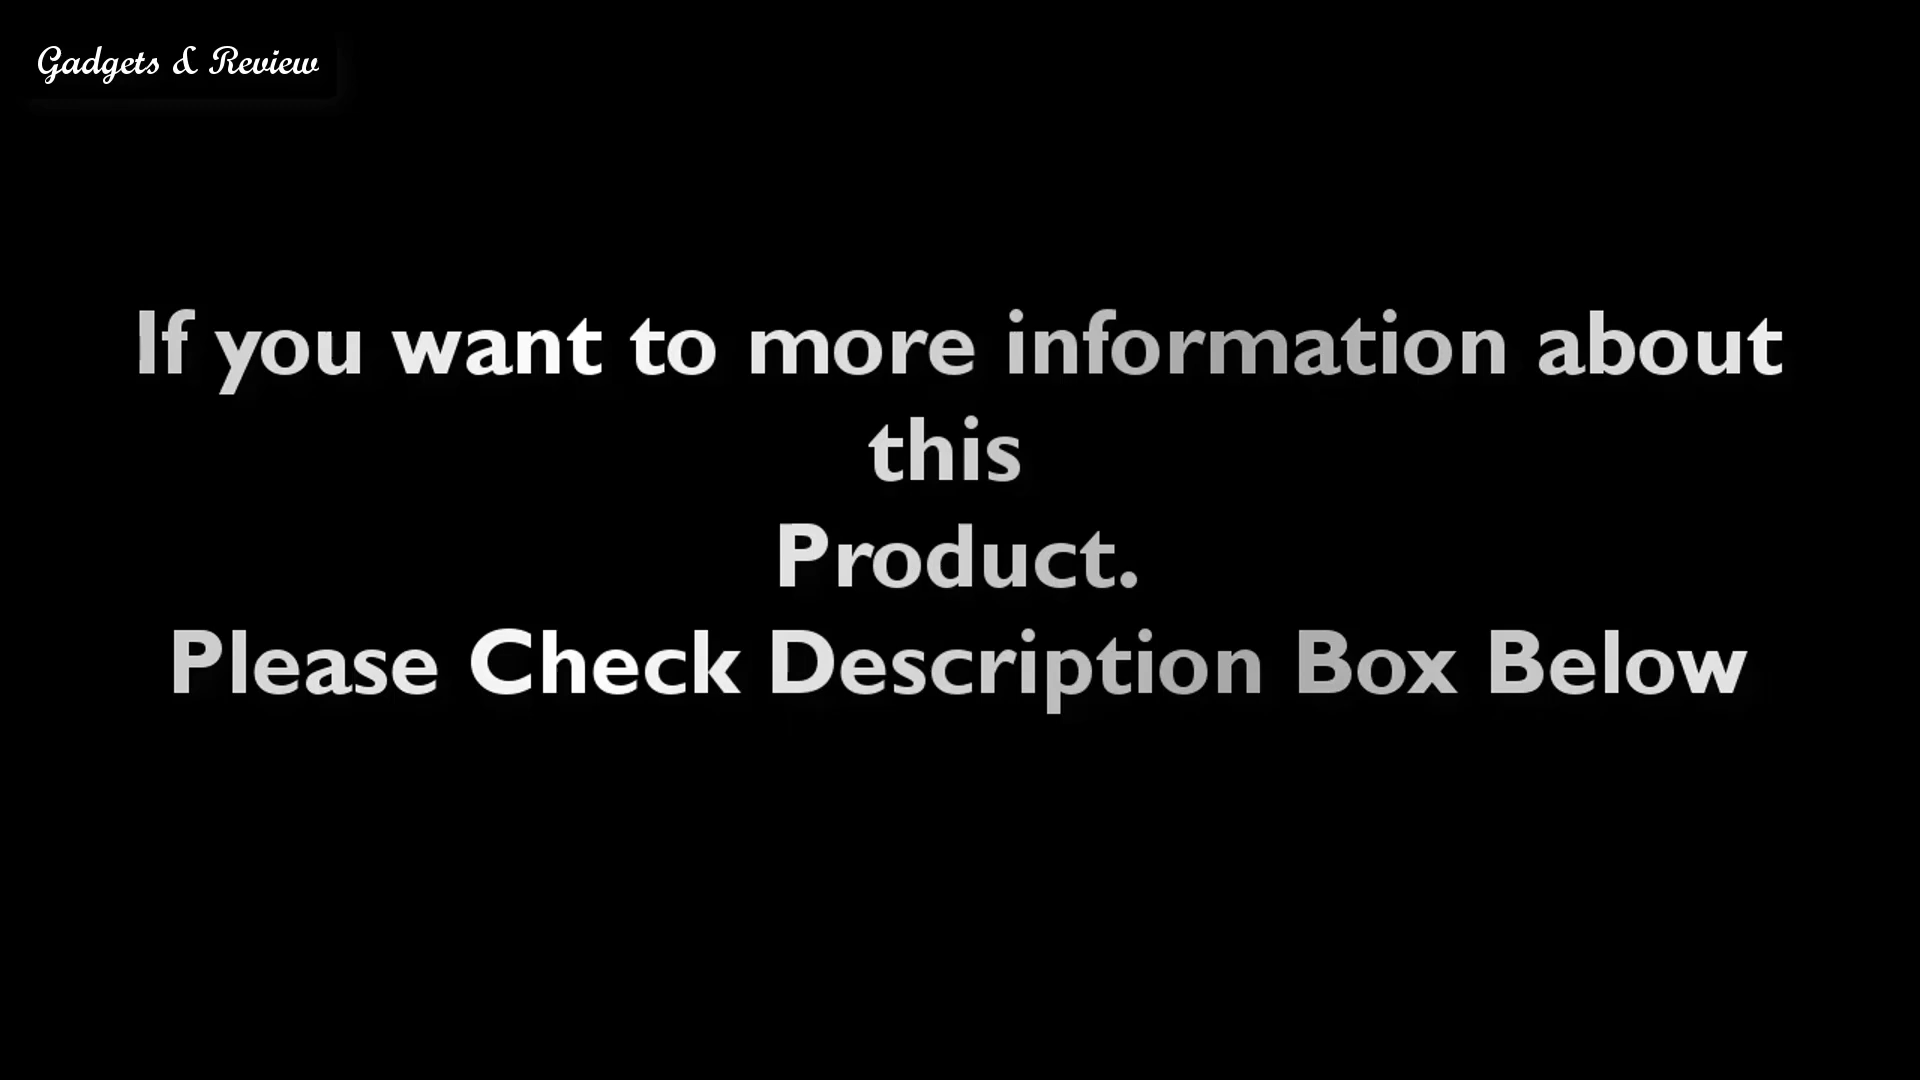 Gadgets & Review
If you want to more information about
this
Product.
Please Check Description Box Below